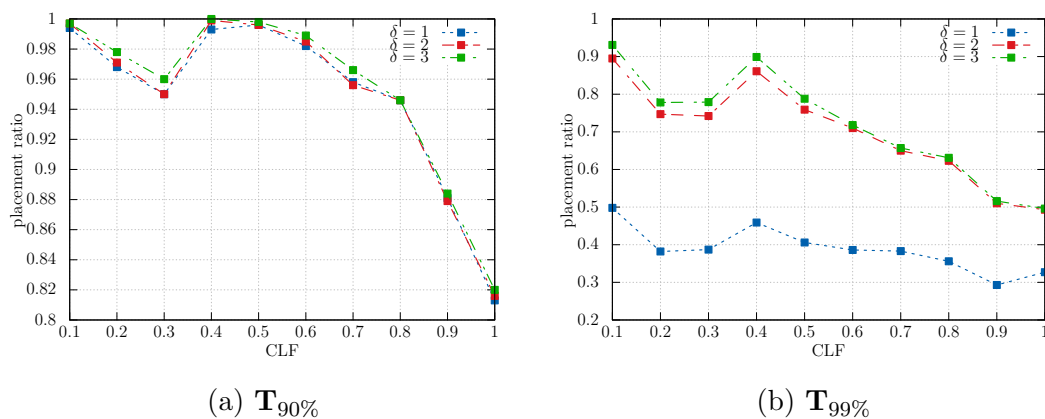 placement ratio
1
0.98
0.96
0.94
0.92
0.9
0.88
0.86
0.84
0.82
0.8
0.1 0.2 0.3 0.4 0.5 0.6 0.7 0.8 0.9 1
CLF
δ = 1
δ = 2
δ = 3
(a) T90%
placement ratio
1
0.9
0.8
0.7
0.6
0.5
0.4
0.3
0.2
0.1 0.2 0.3 0.4 0.5 0.6 0.7 0.8 0.9 1
CLF
δ = 1
δ = 2
δ = 3
(b) T99%